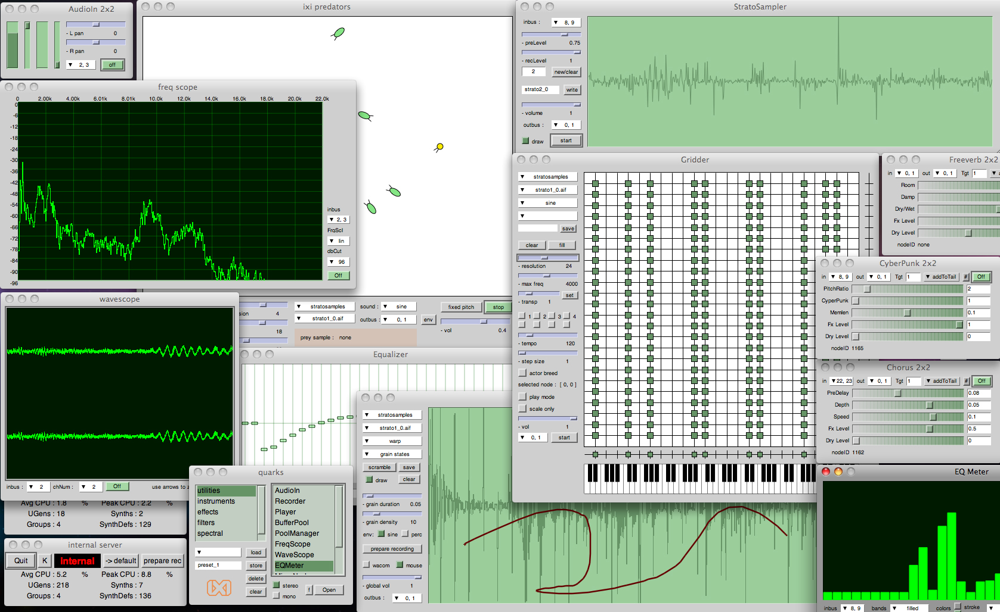 AudioIn 2x2
- L pan 0
- R pan 0
2, 3
off
ixi predators
StratoSampler
inbus : 8, 9
- preLevel 0.75
- recLevel 1
2 new/clear
strato2_0 write
- volume 1
outbus : 0, 1
draw start
freq scope
0 2.00k 4.00k 6.01k 8.01k 10.0k 12.0k 14.0k 16.0k 18.0k 20.0k 22.0k
0
-6
-12
-18
-24
-30
-36
-42
-48
-54
-60
-66
-72
-78
-84
-90
-96
inbus
2, 3
FrqScl
lin
dbCut
96
Off
Gridder
stratosamples
strato1_0.aif
sine
save
clear fill
- resolution 24
- max freq 4000
set
- transp 1
1 2 3 4
- tempo 120
- step size 1
actor breed
selected node : [ 0, 0 ]
play mode
scale only
- vol 1
0, 1 start
Freeverb 2x2
in 0, 1 out 0, 1 Tgt 1
Room
Damp
Dry/Wet
Fx Level
Dry Level
nodeID none
CyberPunk 2x2
in 8, 9 out 0, 1 Tgt 1 addToTail # Off
PitchRatio 2
CyperPunk 1
Memlen 0.1
Fx Level 1
Dry Level 0
nodeID 1165
Chorus 2x2
in 22, 23 out 0, 1 Tgt 1 addToTail # Off
PreDelay 0.08
Depth 0.05
Speed 0.1
Fx Level 0.5
Dry Level 0
nodeID 1162
EQ Meter
inbus 8, 9 bands filled colors stroke
wavescope
inbus : 2 chNum : 2 Off use arrows to z
sion 4
18
stratosamples
strato1_0.aif
sound : sine
outbus : 0, 1 env
fixed pitch stop
- vol 0.4
prey sample : none
Equalizer
stratosamples
strato1_0.aif
warp
grain states
scramble save
draw clear
- grain duration 0.05
- grain density 10
env: sine perc
prepare recording
wacom mouse
- global vol 1
outbus : 0, 1
quarks
utilities
instruments
effects
filters
spectral
AudioIn
Recorder
Player
BufferPool
PoolManager
FreqScope
WaveScope
EQMeter
load
preset_1 store
delete
clear
stereo
mono
f Open
Avg CPU : 1.8 % Peak CPU : 2.2 %
UGens : 18 Synths : 2
Groups : 4 SynthDefs : 129
internal server
Quit K internal -> default prepare rec
Avg CPU : 5.2 % Peak CPU : 8.8 %
UGens : 218 Synths : 7
Groups : 4 SynthDefs : 136